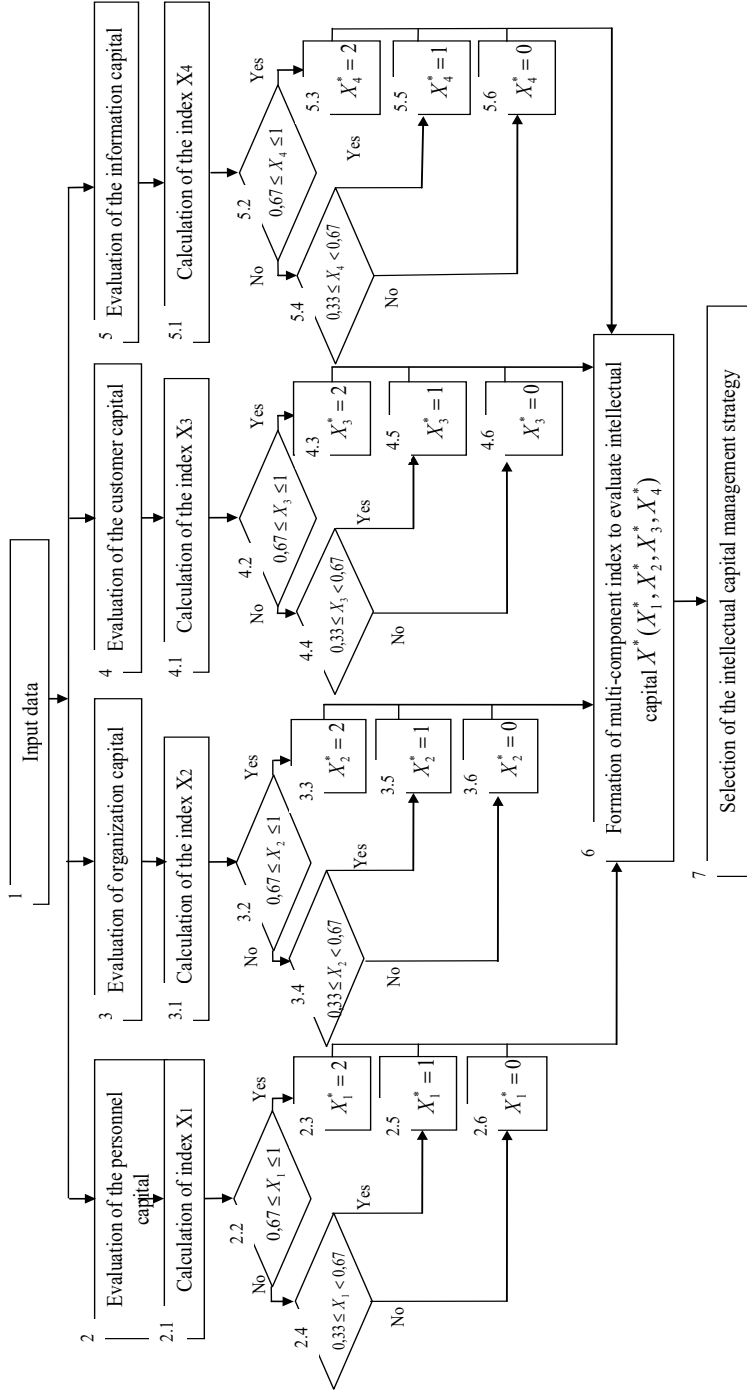 1
Input data
2
Evaluation of the personnel
capital
2.1
Calculation of index X1
2.2
0,67 ≤ X₁ ≤ 1
Yes
No
2.3
X₁* = 2
2.4
0,33 ≤ X₁ < 0,67
Yes
No
2.5
X₁* = 1
2.6
X₁* = 0
3
Evaluation of organization capital
3.1
Calculation of the index X2
3.2
0,67 ≤ X₂ ≤ 1
Yes
No
3.3
X₂* = 2
3.4
0,33 ≤ X₂ < 0,67
Yes
No
3.5
X₂* = 1
3.6
X₂* = 0
4
Evaluation of the customer capital
4.1
Calculation of the index X3
4.2
0,67 ≤ X₃ ≤ 1
Yes
No
4.3
X₃* = 2
4.4
0,33 ≤ X₃ < 0,67
Yes
No
4.5
X₃* = 1
4.6
X₃* = 0
5
Evaluation of the information capital
5.1
Calculation of the index X4
5.2
0,67 ≤ X₄ ≤ 1
Yes
No
5.3
X₄* = 2
5.4
0,33 ≤ X₄ < 0,67
Yes
No
5.5
X₄* = 1
5.6
X₄* = 0
6
Formation of multi-component index to evaluate intellectual
capital X* (X₁*, X₂*, X₃*, X₄*)
7
Selection of the intellectual capital management strategy